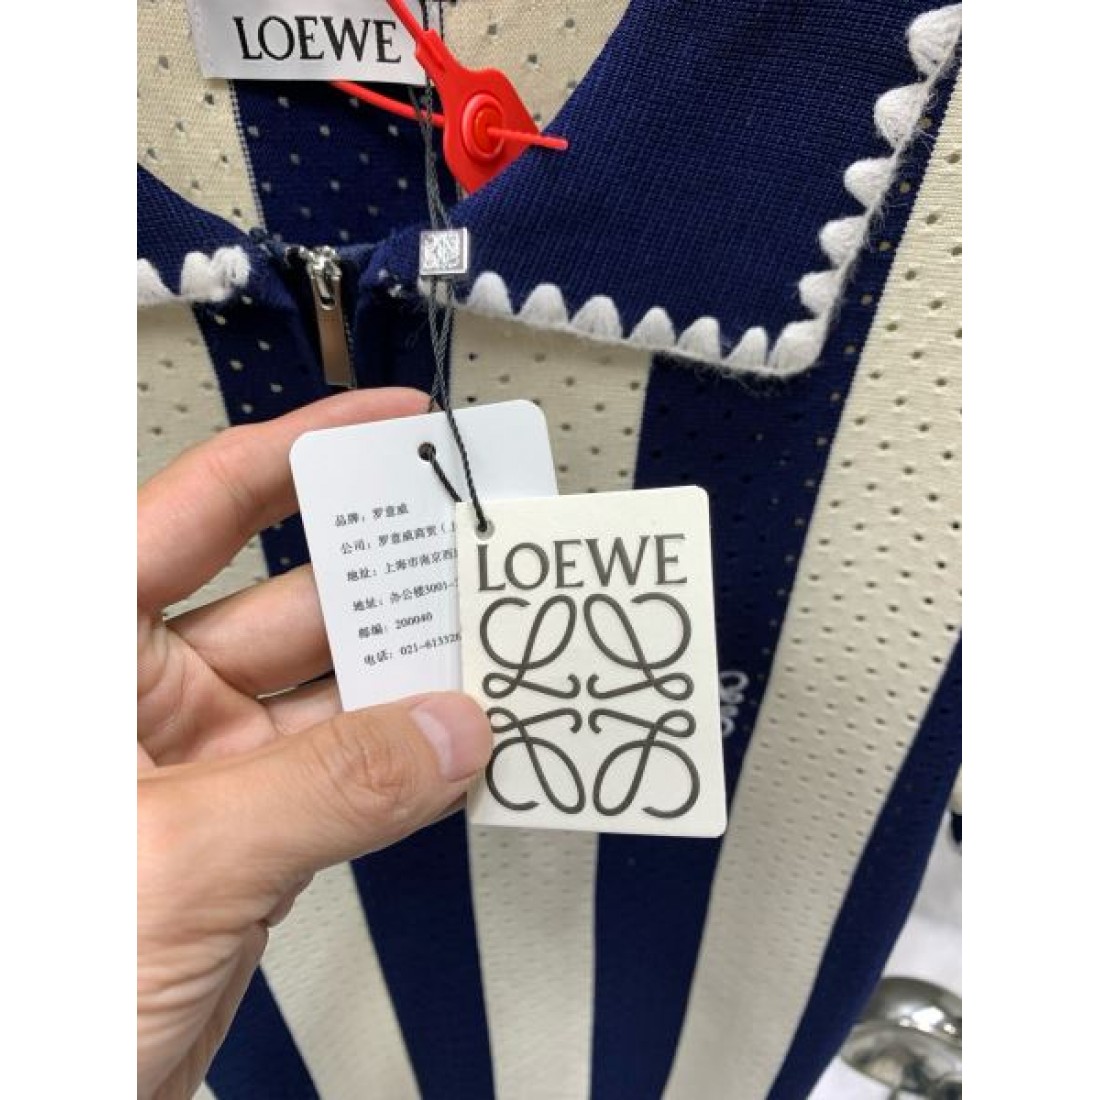 LOEWE
品牌：罗意威
公司：罗意威商贸（上
地址：上海市南京西
地址：办公楼3001-
邮编：200040
电话：021-613326
LOEWE